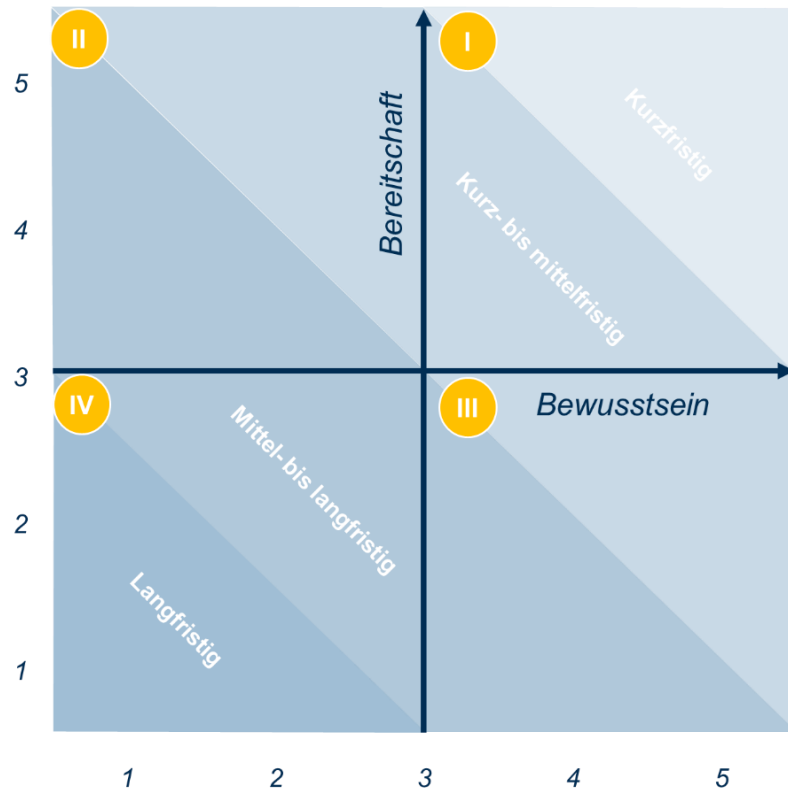 II
I
5
Bereitschaft
Kurzfristig
4
Kurz- bis mittelfristig
3
IV
III
Bewusstsein
Mittel- bis langfristig
2
Langfristig
1
1 2 3 4 5